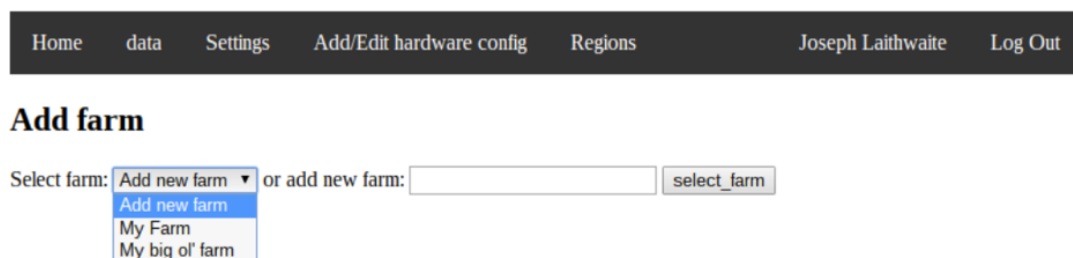 Home data Settings Add/Edit hardware config Regions Joseph Laithwaite Log Out
Add farm
Select farm: Add new farm or add new farm: select_farm
Add new farm
My Farm
My big ol' farm